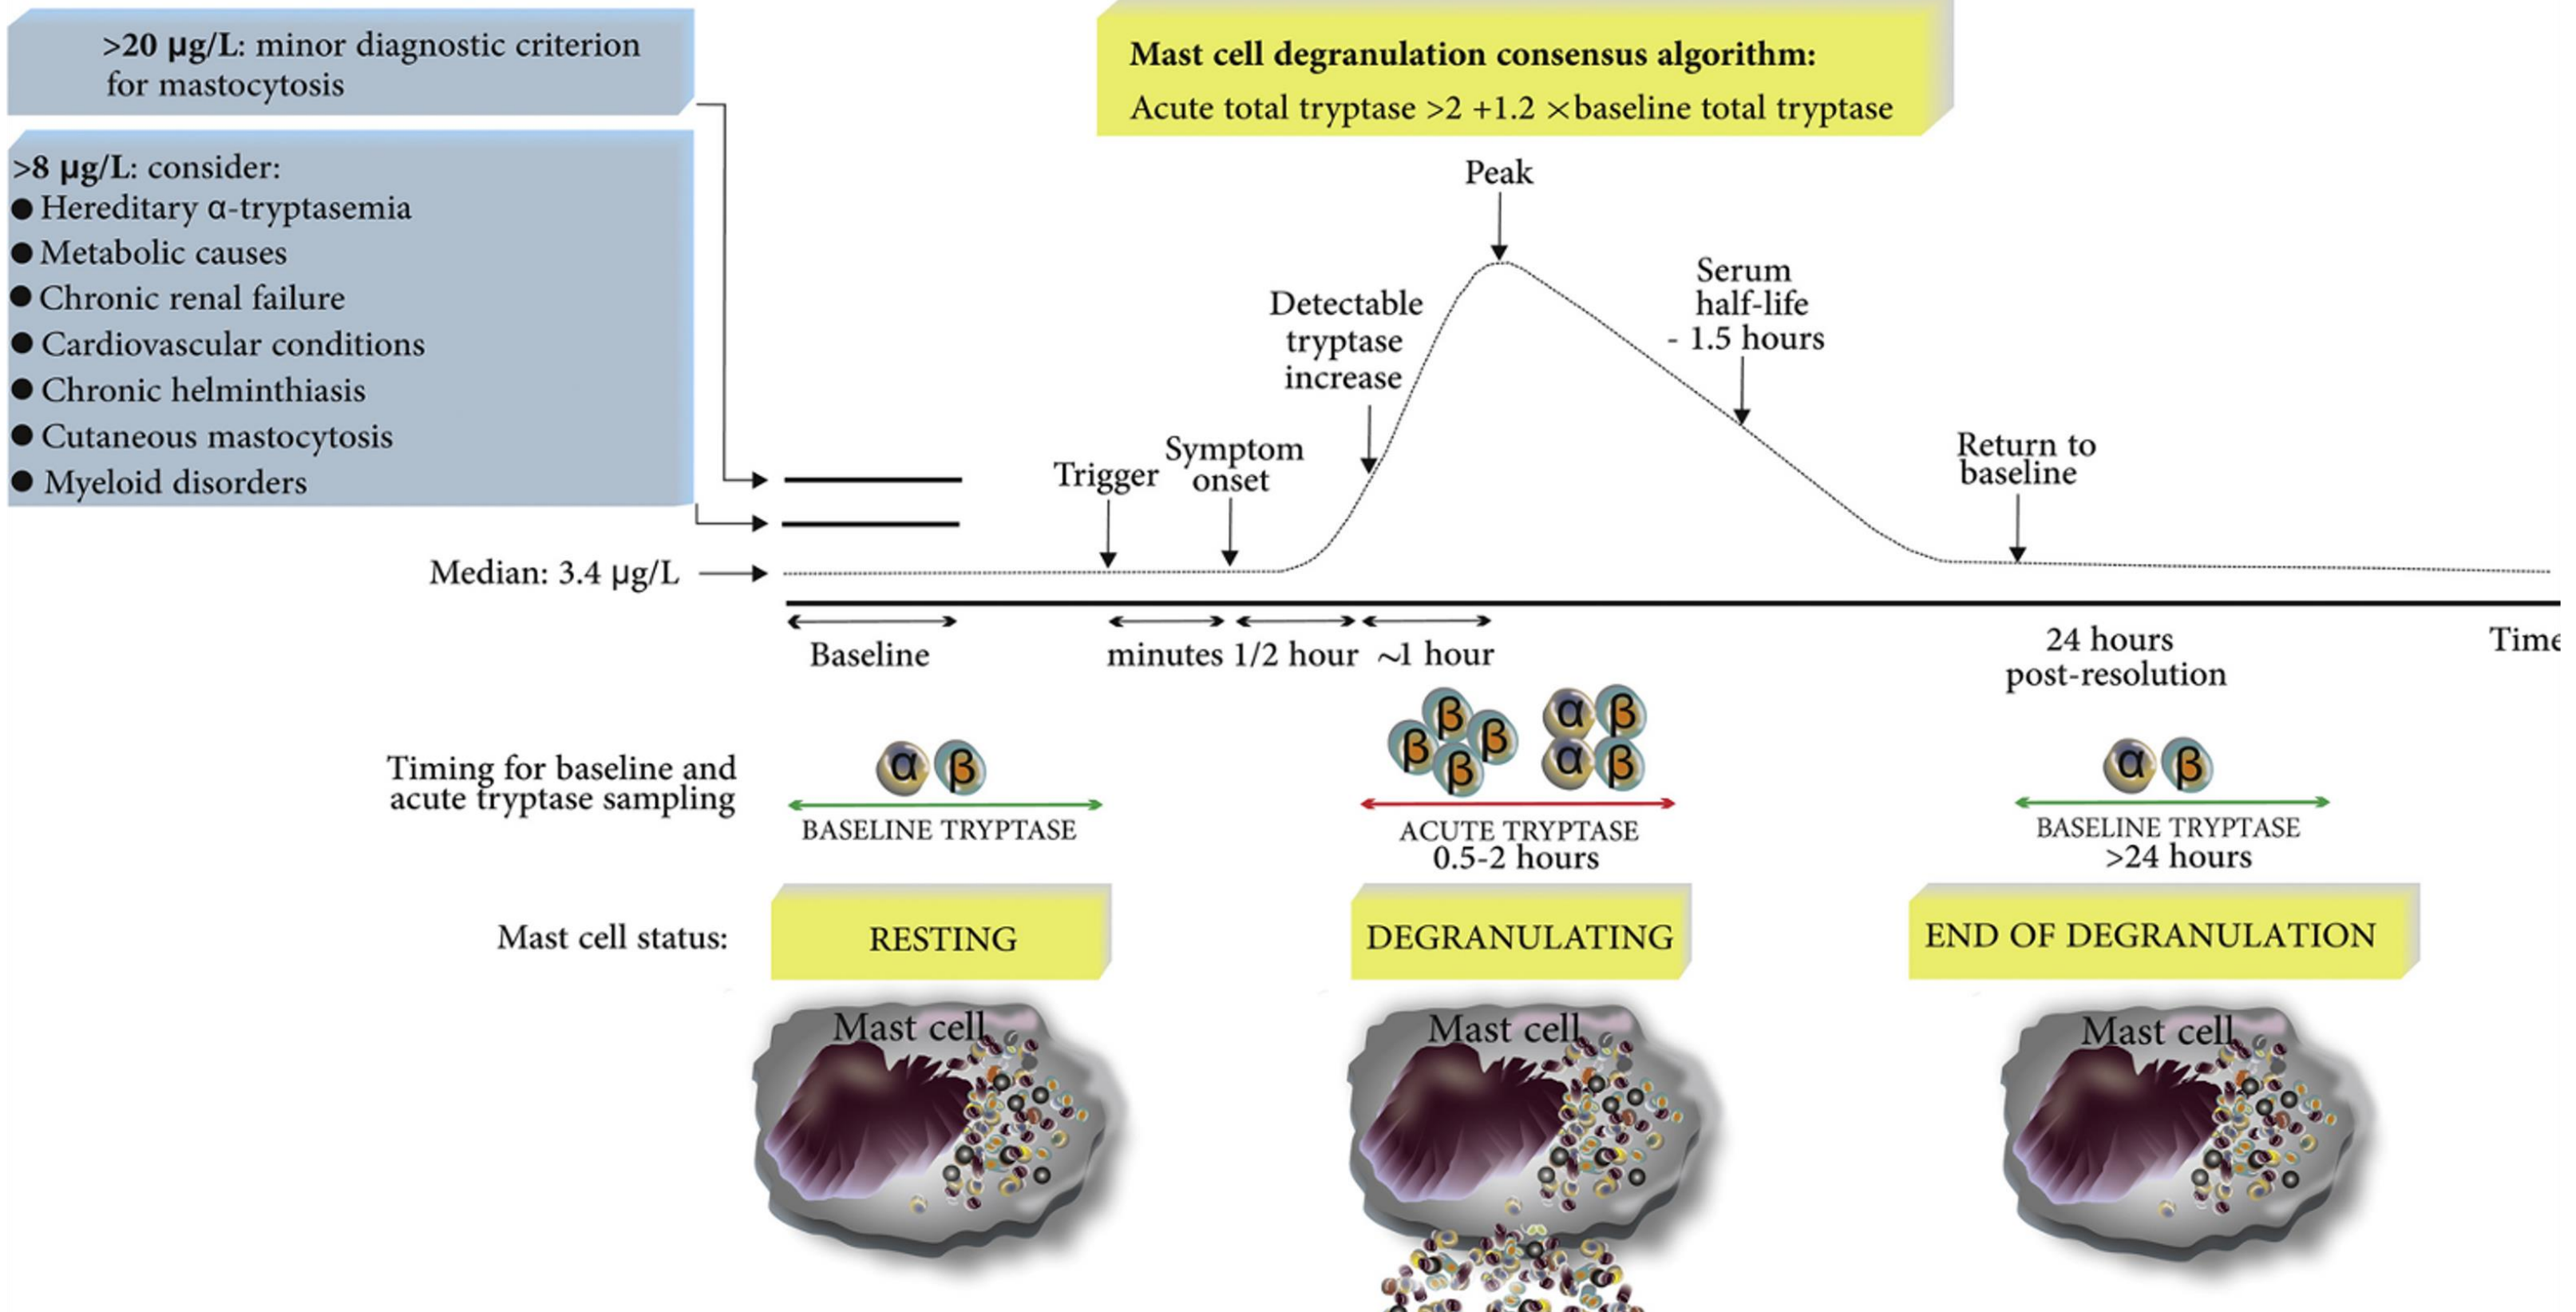 >20 µg/L: minor diagnostic criterion
for mastocytosis
>8 µg/L: consider:
● Hereditary α-tryptasemia
● Metabolic causes
● Chronic renal failure
● Cardiovascular conditions
● Chronic helminthiasis
● Cutaneous mastocytosis
● Myeloid disorders
Mast cell degranulation consensus algorithm:
Acute total tryptase >2 +1.2 ×baseline total tryptase
Peak
Serum
half-life
- 1.5 hours
Detectable
tryptase
increase
Trigger
Symptom
onset
Return to
baseline
Median: 3.4 µg/L
Baseline
minutes
1/2 hour
~1 hour
24 hours
post-resolution
Time
Timing for baseline and
acute tryptase sampling
α β
BASELINE TRYPTASE
β
β β
β
α β
α β
ACUTE TRYPTASE
0.5-2 hours
α β
BASELINE TRYPTASE
>24 hours
Mast cell status:
RESTING
DEGRANULATING
END OF DEGRANULATION
Mast cell
Mast cell
Mast cell